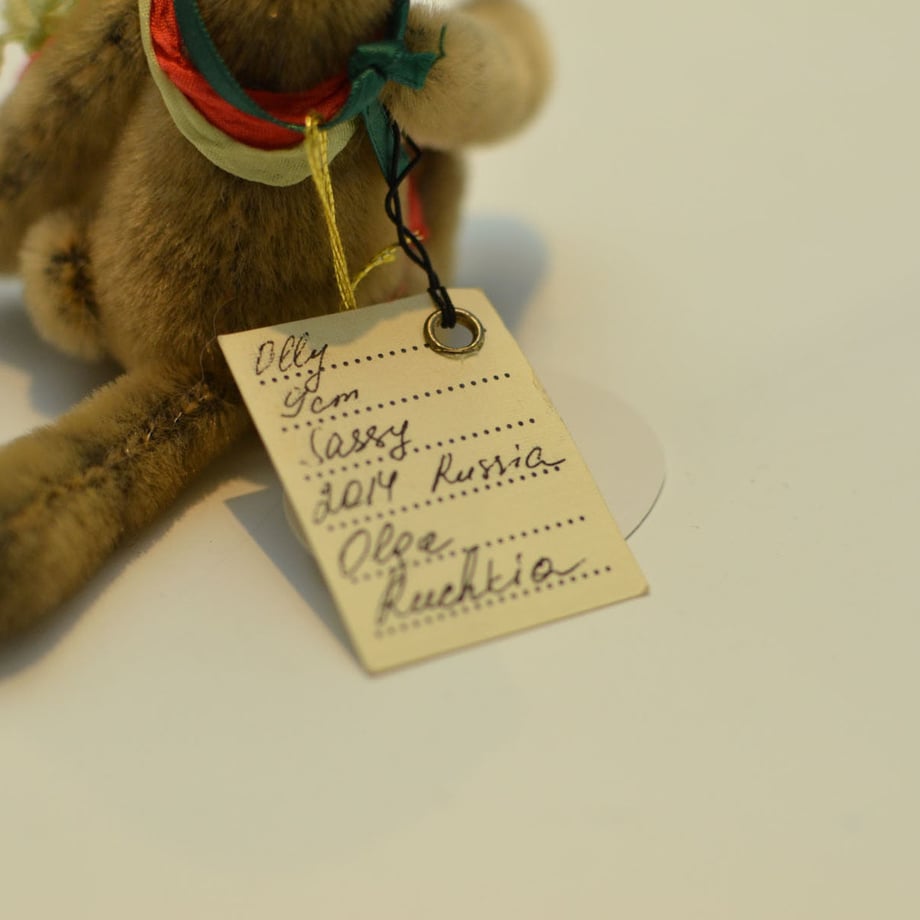 Olly
9cm
Sassy
2014 Russia
Olga
Ruchkia